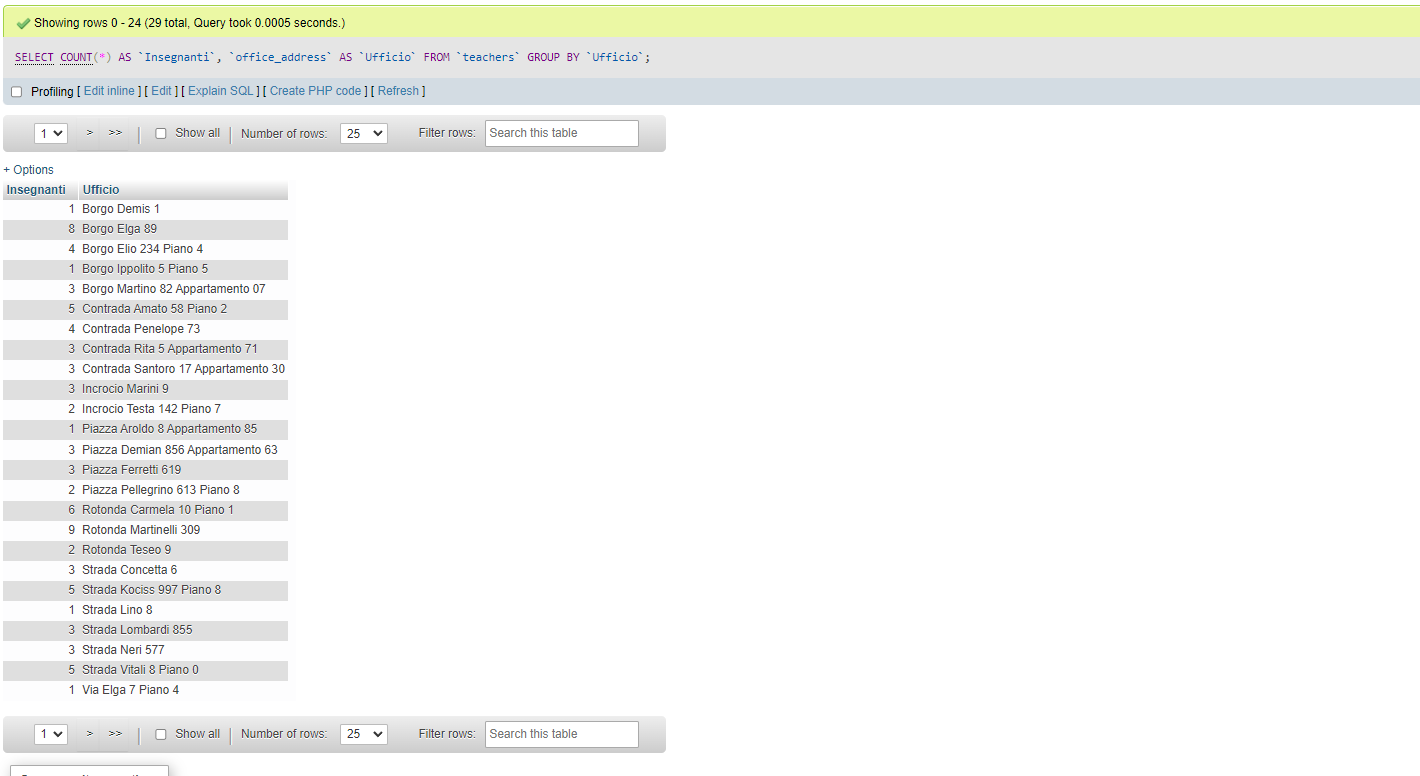 Showing rows 0 - 24 (29 total, Query took 0.0005 seconds.)
SELECT COUNT(*) AS `Insegnanti`, `office_address` AS `Ufficio` FROM `teachers` GROUP BY `Ufficio`;
Profiling [ Edit inline ] [ Edit ] [ Explain SQL ] [ Create PHP code ] [ Refresh ]
1 > >> | Show all | Number of rows: 25 Filter rows: Search this table
+ Options
Insegnanti Ufficio
1 Borgo Demis 1
8 Borgo Elga 89
4 Borgo Elio 234 Piano 4
1 Borgo Ippolito 5 Piano 5
3 Borgo Martino 82 Appartamento 07
5 Contrada Amato 58 Piano 2
4 Contrada Penelope 73
3 Contrada Rita 5 Appartamento 71
3 Contrada Santoro 17 Appartamento 30
3 Incrocio Marini 9
2 Incrocio Testa 142 Piano 7
1 Piazza Aroldo 8 Appartamento 85
3 Piazza Demian 856 Appartamento 63
3 Piazza Ferretti 619
2 Piazza Pellegrino 613 Piano 8
6 Rotonda Carmela 10 Piano 1
9 Rotonda Martinelli 309
2 Rotonda Teseo 9
3 Strada Concetta 6
5 Strada Kociss 997 Piano 8
1 Strada Lino 8
3 Strada Lombardi 855
3 Strada Neri 577
5 Strada Vitali 8 Piano 0
1 Via Elga 7 Piano 4
1 > >> | Show all | Number of rows: 25 Filter rows: Search this table